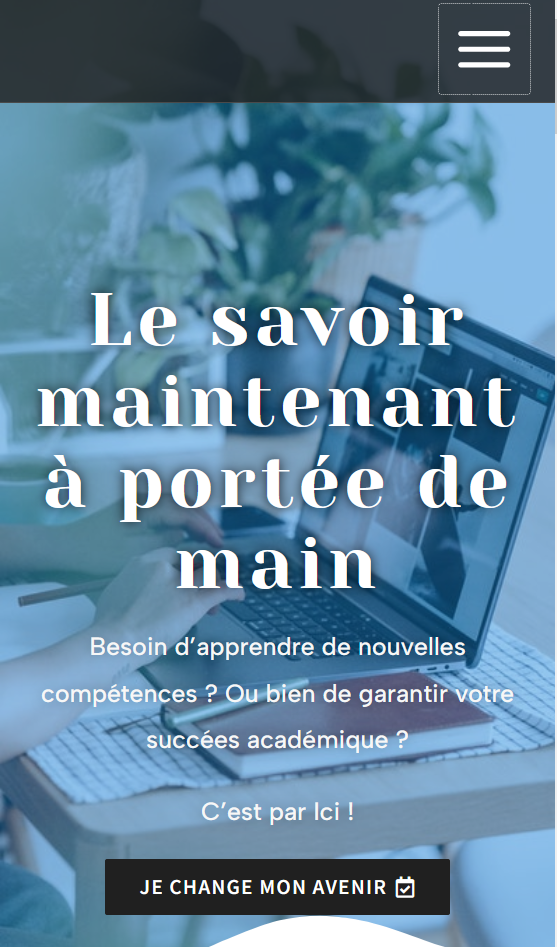 Le savoir
maintenant
à portée de
main
Besoin d’apprendre de nouvelles
compétences ? Ou bien de garantir votre
succées académique ?
C’est par Ici !
JE CHANGE MON AVENIR